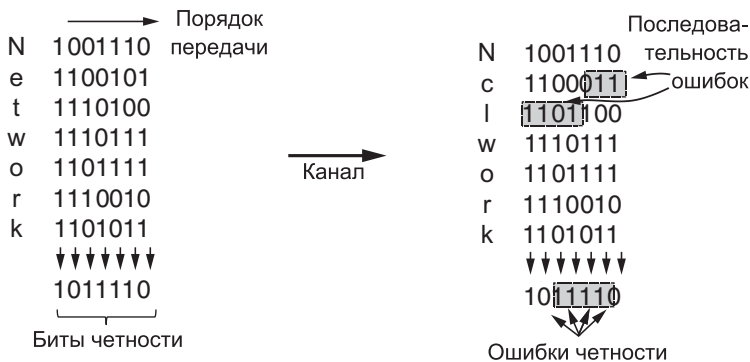 Порядок
передачи
N 1001110
e 1100101
t 1110100
w 1110111
o 1101111
r 1110010
k 1101011
1011110
Биты четности
Канал
Последова-
тельность
ошибок
N 1001110
c 1100011
l 1101100
w 1110111
o 1101111
r 1110010
k 1101011
1011110
Ошибки четности